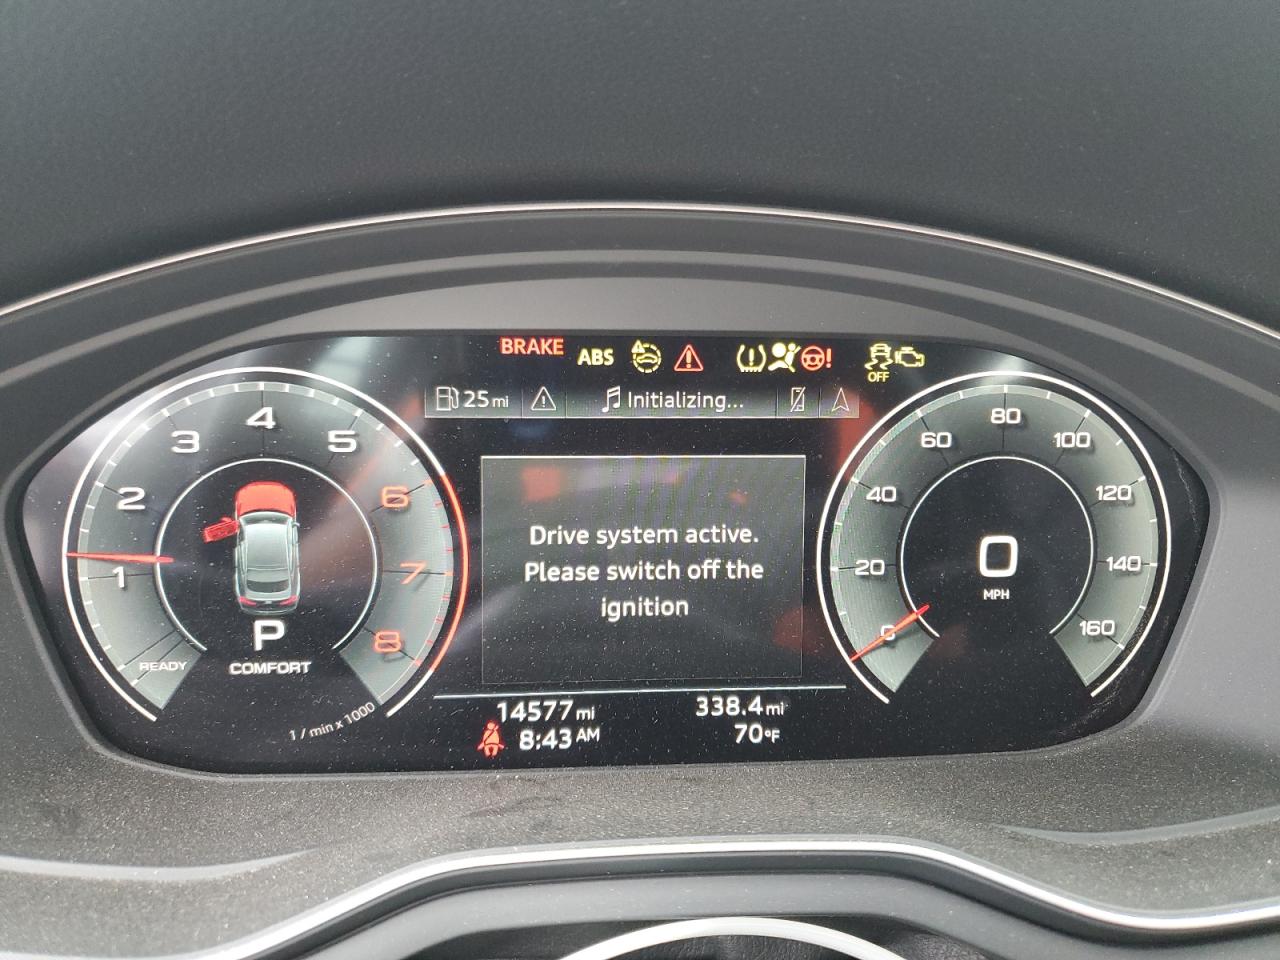 BRAKE ABS OFF
25 mi Initializing...
1 2 3 4 5 6 7 8
READY
P
COMFORT
1 / min x 1000
Drive system active.
Please switch off the
ignition
0 20 40 60 80 100 120 140 160
0
MPH
14577 mi 338.4 mi
8:43 AM 70°F